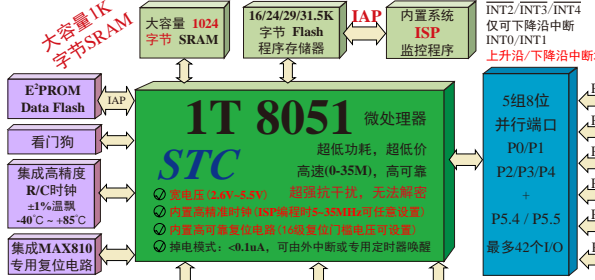 大容量1K
字节SRAM
大容量 1024
字节 SRAM
16/24/29/31.5K
字节 Flash
程序存储器
IAP
内置系统
ISP
监控程序
INT2/INT3/INT4
仅可下降沿中断
INT0/INT1
上升沿/下降沿中断
E²PROM
Data Flash
IAP
看门狗
集成高精度
R/C时钟
±1%温飘
-40℃～+85℃
集成MAX810
专用复位电路
1T 8051 微处理器
STC
超低功耗，超低价
高速(0-35M)，高可靠
超强抗干扰，无法解密
宽电压(2.6V~5.5V)
内置高精准时钟(ISP编程时5~35MHz可任意设置)
内置高可靠复位电路(16级复位门槛电压可设置)
掉电模式：<0.1uA，可由外中断或专用定时器唤醒
5组8位
并行端口
P0/P1
P2/P3/P4
+
P5.4 / P5.5
最多42个I/O